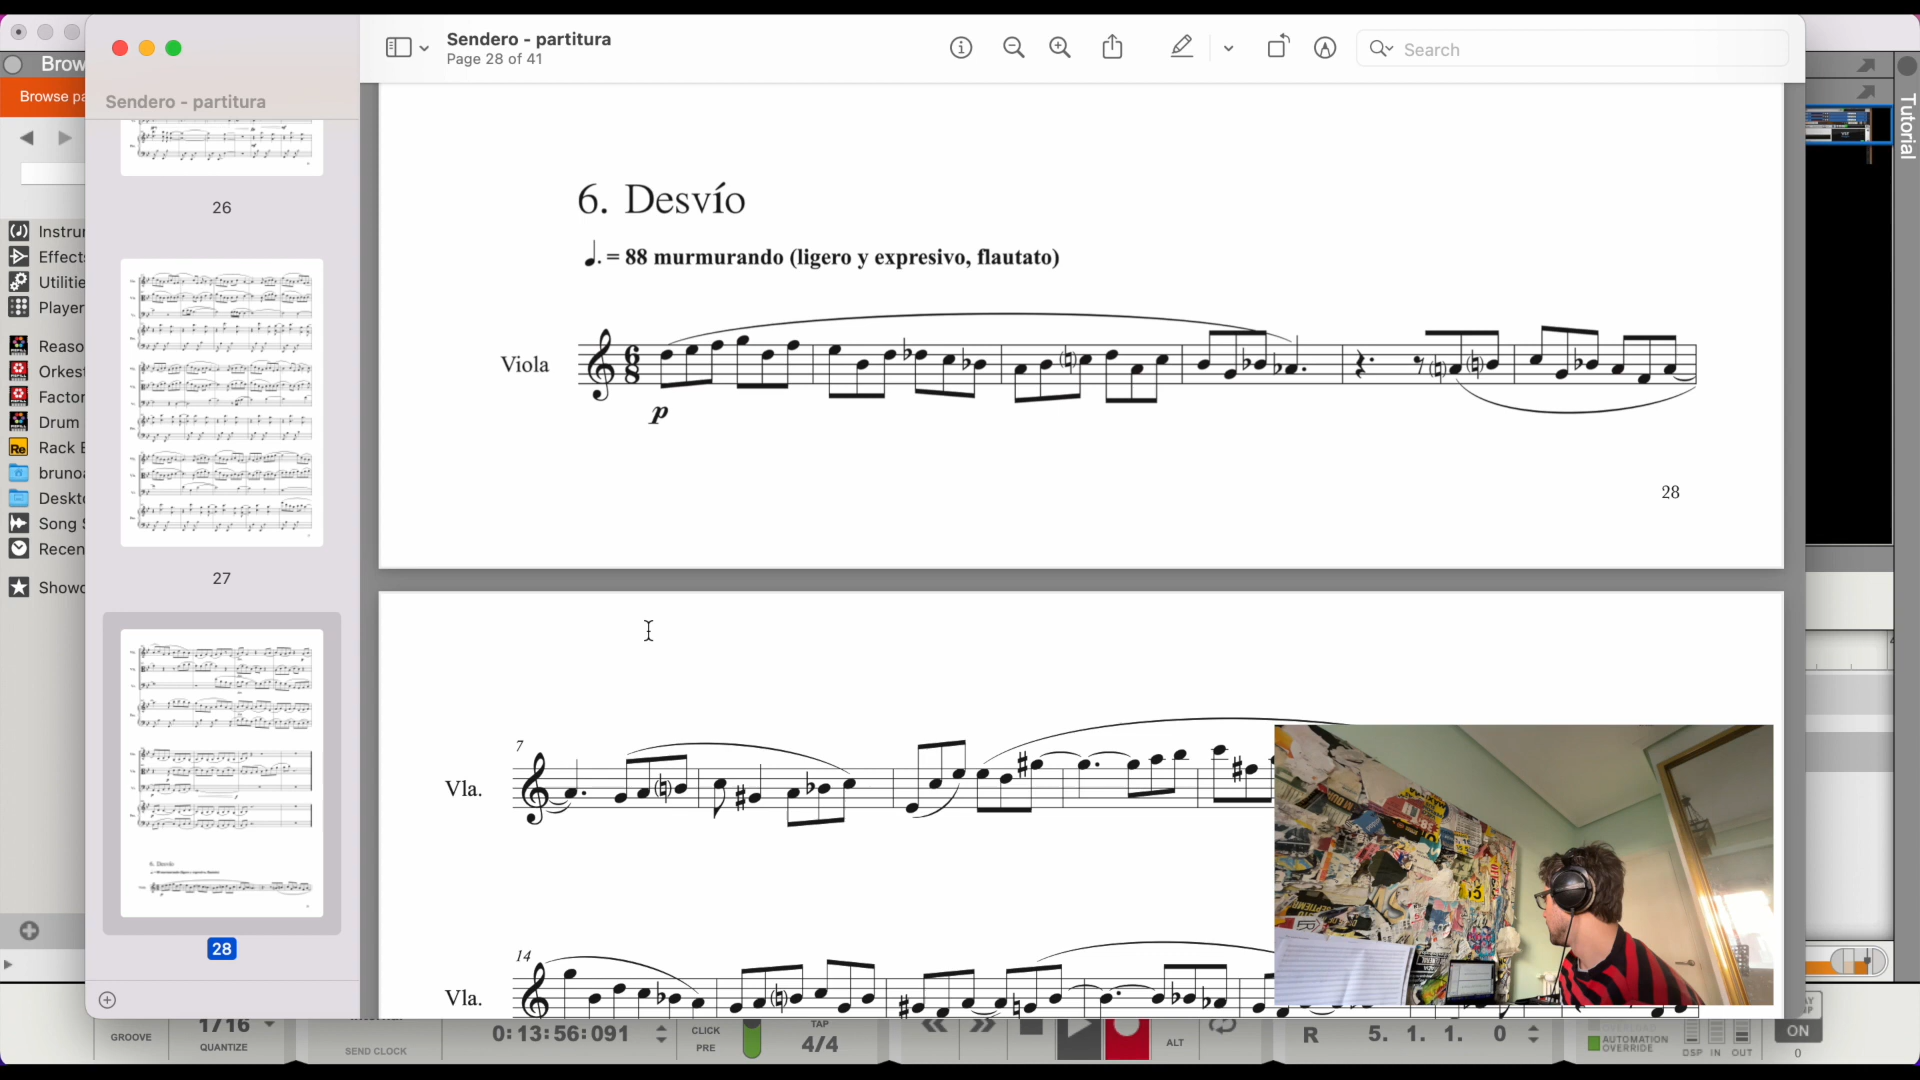 Sendero - partitura
Page 28 of 41
Search
Brow
Browse pa
Sendero - partitura
Tutorial
26
27
28
Instru
Effect
Utilitie
Player
Reaso
Orkes
Factor
Drum
Rack E
bruno
Deskt
Song
Recen
Show
6. Desvío
♩. = 88 murmurando (ligero y expresivo, flautato)
Viola
6
8
p
28
7
Vla.
14
Vla.
GROOVE
1/16
QUANTIZE
SEND CLOCK
0:13:56:091
CLICK
PRE
TAP
4/4
ALT
R 5. 1. 1. 0
AUTOMATION
OVERRIDE
DSP IN OUT
ON
0